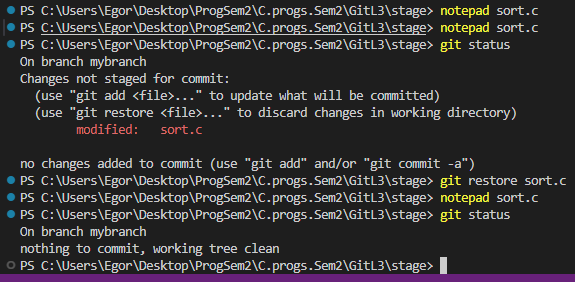 PS C:\Users\Egor\Desktop\ProgSem2\C.progs.Sem2\GitL3\stage> notepad sort.c
PS C:\Users\Egor\Desktop\ProgSem2\C.progs.Sem2\GitL3\stage> notepad sort.c
PS C:\Users\Egor\Desktop\ProgSem2\C.progs.Sem2\GitL3\stage> git status
On branch mybranch
Changes not staged for commit:
  (use "git add <file>..." to update what will be committed)
  (use "git restore <file>..." to discard changes in working directory)
        modified:   sort.c

no changes added to commit (use "git add" and/or "git commit -a")
PS C:\Users\Egor\Desktop\ProgSem2\C.progs.Sem2\GitL3\stage> git restore sort.c
PS C:\Users\Egor\Desktop\ProgSem2\C.progs.Sem2\GitL3\stage> notepad sort.c
PS C:\Users\Egor\Desktop\ProgSem2\C.progs.Sem2\GitL3\stage> git status
On branch mybranch
nothing to commit, working tree clean
PS C:\Users\Egor\Desktop\ProgSem2\C.progs.Sem2\GitL3\stage>